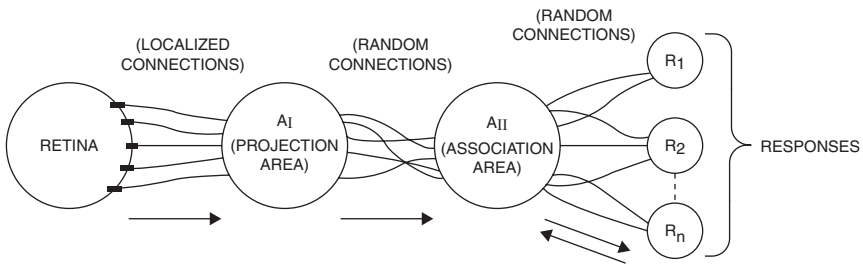 (LOCALIZED
CONNECTIONS)
(RANDOM
CONNECTIONS)
(RANDOM
CONNECTIONS)
RETINA
AI
(PROJECTION
AREA)
AII
(ASSOCIATION
AREA)
R1
R2
Rn
RESPONSES